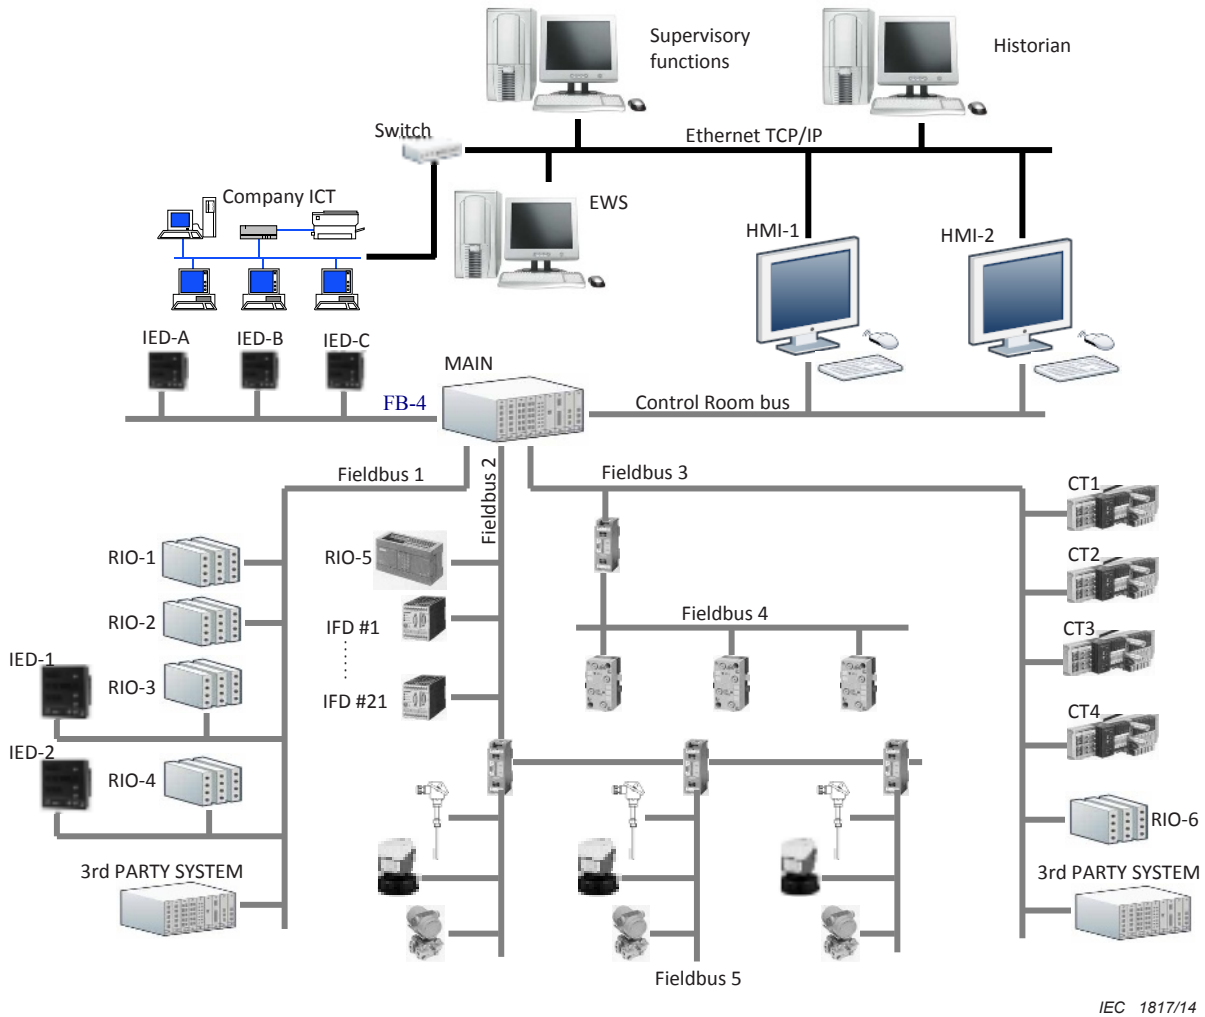 Supervisory
functions
Historian
Switch
Ethernet TCP/IP
Company ICT
EWS
HMI-1
HMI-2
IED-A
IED-B
IED-C
MAIN
FB-4
Control Room bus
Fieldbus 1
Fieldbus 2
Fieldbus 3
CT1
RIO-1
RIO-5
CT2
RIO-2
IFD #1
Fieldbus 4
CT3
IED-1
RIO-3
IFD #21
CT4
IED-2
RIO-4
RIO-6
3rd PARTY SYSTEM
3rd PARTY SYSTEM
Fieldbus 5
IEC 1817/14